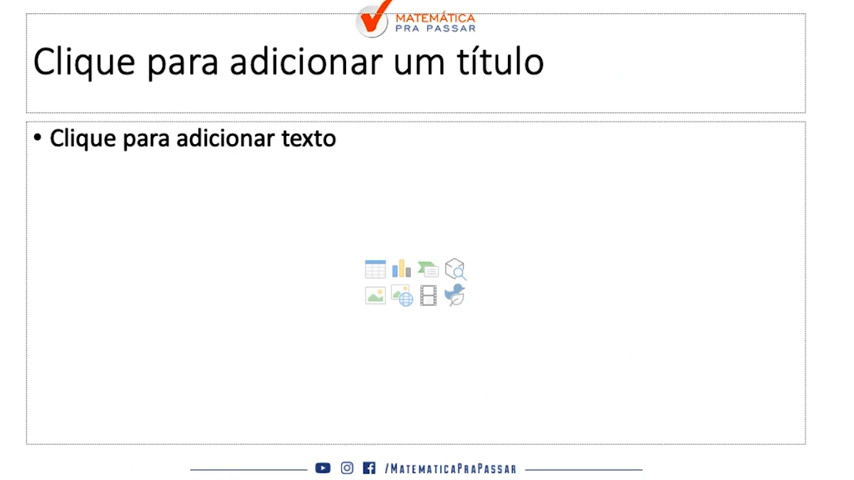 MATEMÁTICA
PRA PASSAR
Clique para adicionar um título
• Clique para adicionar texto
/MATEMATICAPRAPASSAR